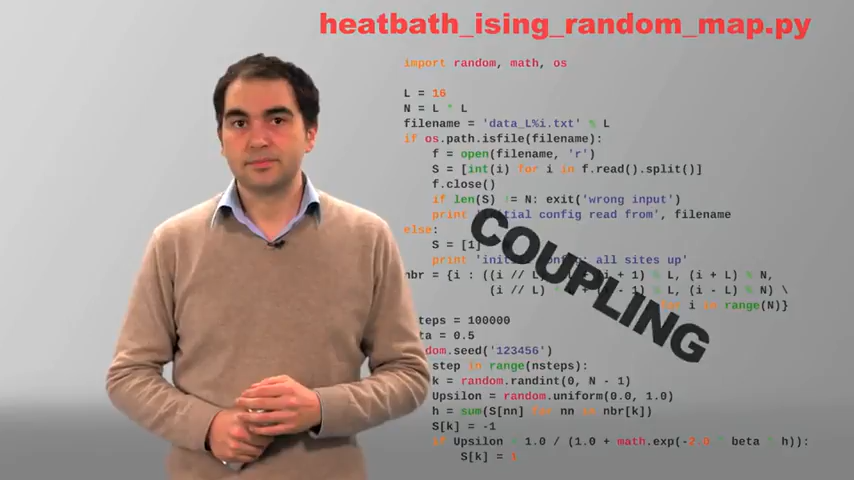 heatbath_ising_random_map.py
import random, math, os
L = 16
N = L * L
filename = 'data_L%i.txt' % L
if os.path.isfile(filename):
f = open(filename, 'r')
S = [int(i) for i in f.read().split()]
f.close()
if len(S) != N: exit('wrong input')
print 'initial config read from', filename
else:
S = [1]
print 'initial config: all sites up'
nbr = {i : ((i // L) (i + 1) % L, (i + L) % N,
(i // L) * - 1) % L, (i - L) % N) \
for i in range(N)}
nsteps = 100000
beta = 0.5
random.seed('123456')
step in range(nsteps):
k = random.randint(0, N - 1)
Upsilon = random.uniform(0.0, 1.0)
h = sum(S[nn] for nn in nbr[k])
S[k] = -1
if Upsilon < 1.0 / (1.0 + math.exp(-2.0 * beta * h)):
S[k] = 1
COUPLING